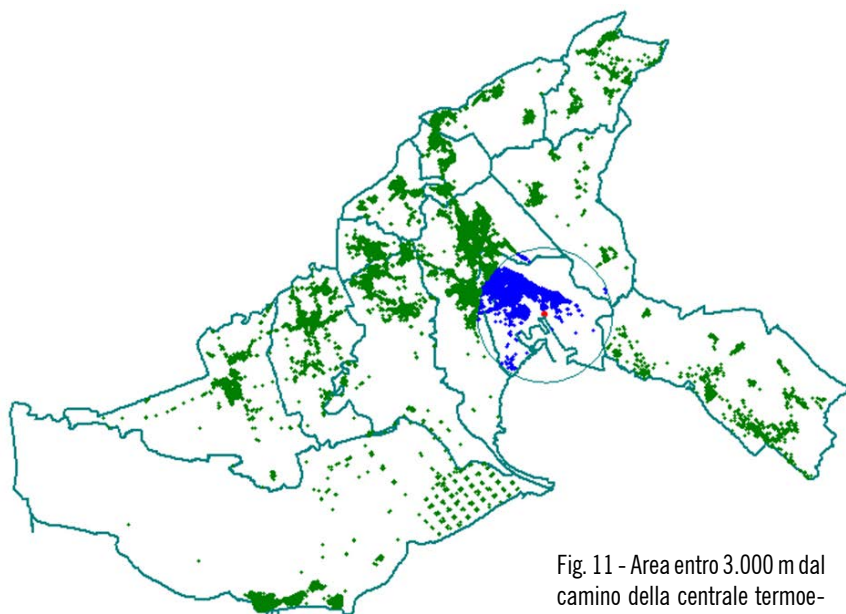 Fig. 11 - Area entro 3.000 m dal
camino della centrale termoe-